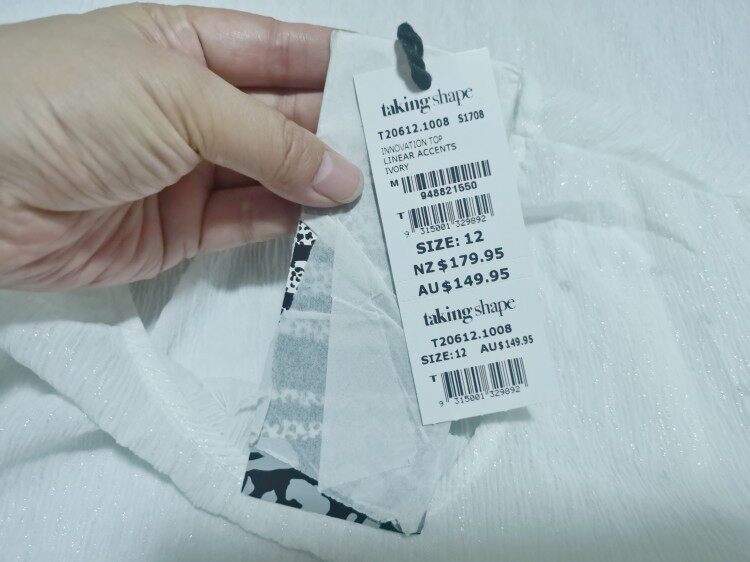 taking shape
T20612.1008 S1708
INNOVATION TOP
LINEAR ACCENTS
IVORY
M
948821550
T
9 315001 329892
SIZE: 12
NZ $179.95
AU $149.95
taking shape
T20612.1008
SIZE: 12 AU $149.95
T
9 315001 329892